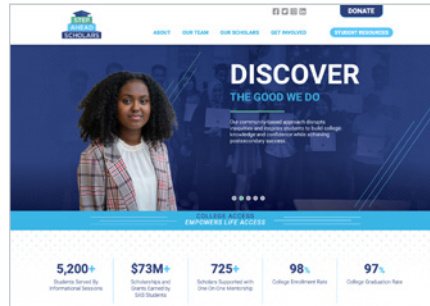 STEP
AHEAD
SCHOLARS
DONATE
ABOUT
OUR TEAM
OUR SCHOLARS
GET INVOLVED
STUDENT RESOURCES
DISCOVER
THE GOOD WE DO
Our community-based approach disrupts
inequities and inspires students to build college
knowledge and confidence while achieving
postsecondary success.
COLLEGE ACCESS
EMPOWERS LIFE ACCESS
5,200+
Students Served By
Informational Sessions
$73M+
Scholarships and
Grants Earned by
SAS Students
725+
Scholars Supported with
One-On-One Mentorship
98%
College Enrollment Rate
97%
College Graduation Rate